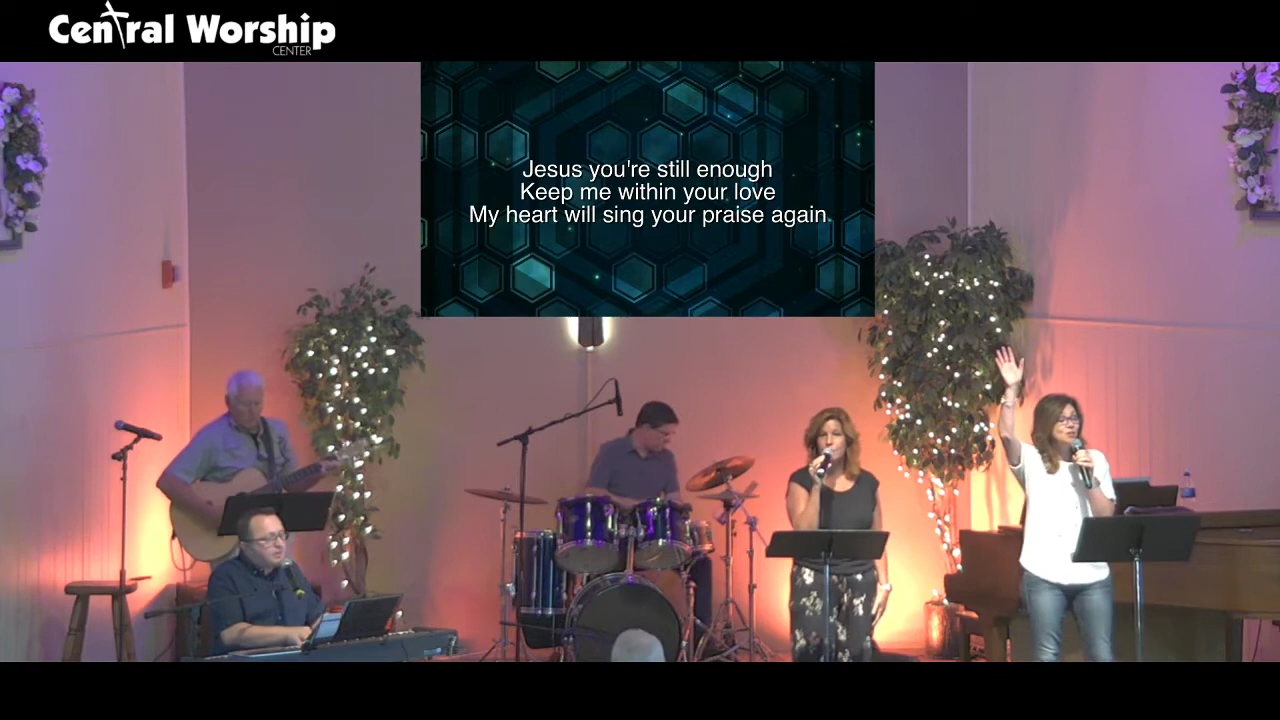 Central Worship
CENTER
Jesus you're still enough
Keep me within your love
My heart will sing your praise again.